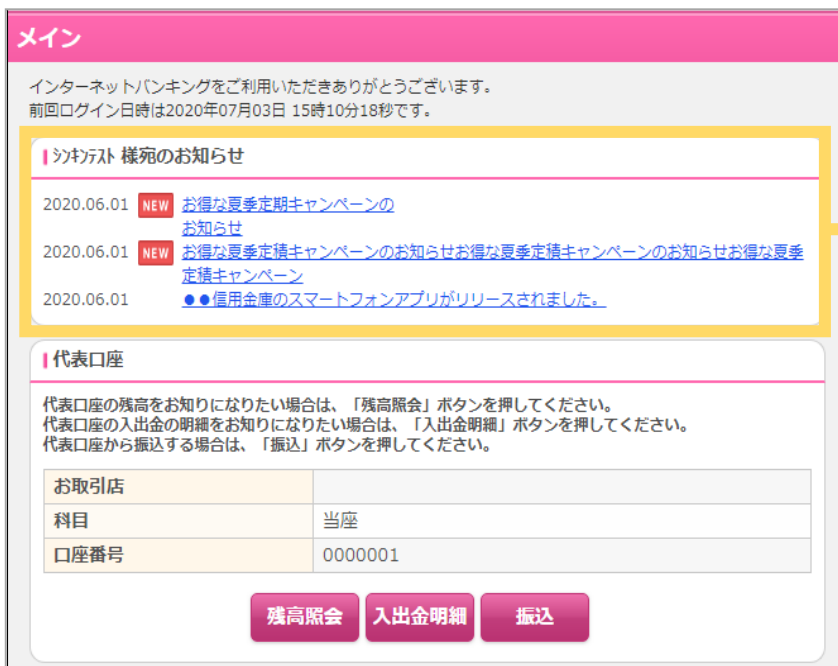 メイン
インターネットバンキングをご利用いただきありがとうございます。
前回ログイン日時は2020年07月03日 15時10分18秒です。
ｼﾝｷﾝﾃｽﾄ 様宛のお知らせ
2020.06.01 NEW お得な夏季定期キャンペーンの
お知らせ
2020.06.01 NEW お得な夏季定積キャンペーンのお知らせお得な夏季定積キャンペーンのお知らせお得な夏季
定積キャンペーン
2020.06.01 ●●信用金庫のスマートフォンアプリがリリースされました。
代表口座
代表口座の残高をお知りになりたい場合は、「残高照会」ボタンを押してください。
代表口座の入出金の明細をお知りになりたい場合は、「入出金明細」ボタンを押してください。
代表口座から振込する場合は、「振込」ボタンを押してください。
お取引店
科目 当座
口座番号 0000001
残高照会 入出金明細 振込